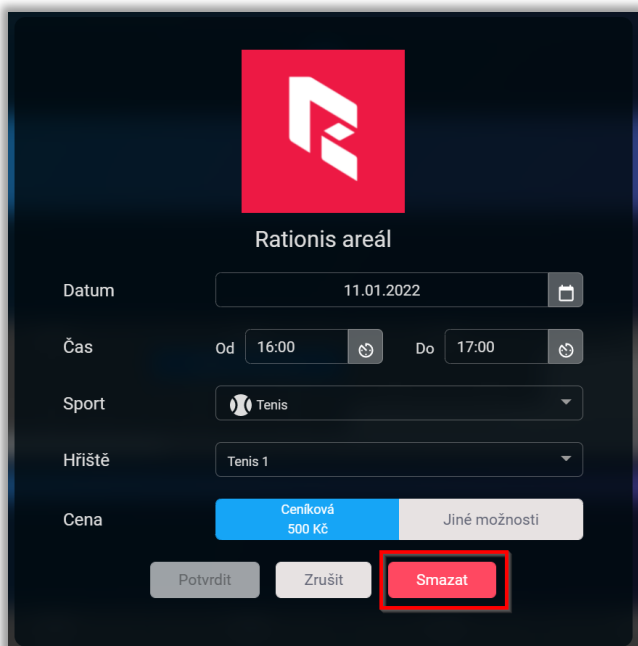 Rationis areál
Datum 11.01.2022
Čas Od 16:00 Do 17:00
Sport Tenis
Hřiště Tenis 1
Cena Ceníková 500 Kč Jiné možnosti
Potvrdit Zrušit Smazat